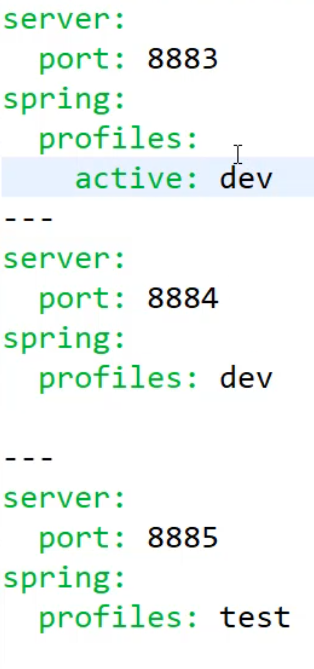 server:
  port: 8883
spring:
  profiles:
    active: dev
---
server:
  port: 8884
spring:
  profiles: dev

---
server:
  port: 8885
spring:
  profiles: test